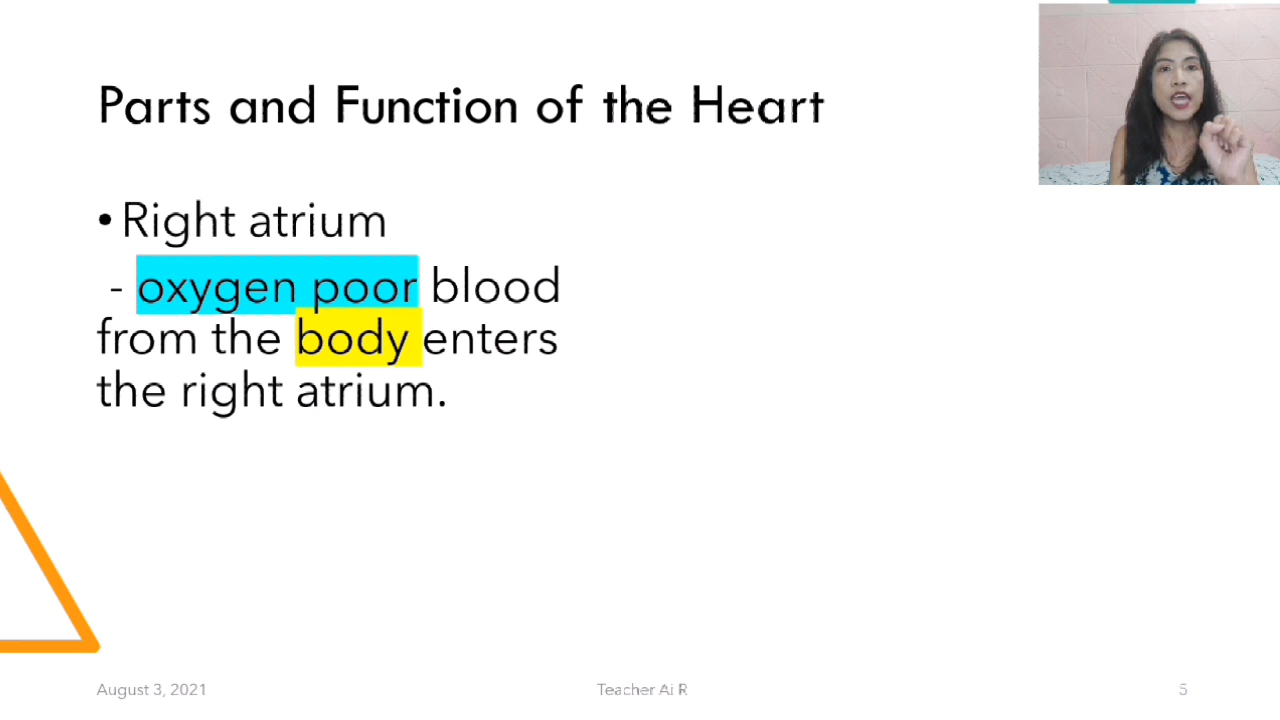 Parts and Function of the Heart
• Right atrium
- oxygen poor blood
from the body enters
the right atrium.
August 3, 2021
Teacher Ai R
5